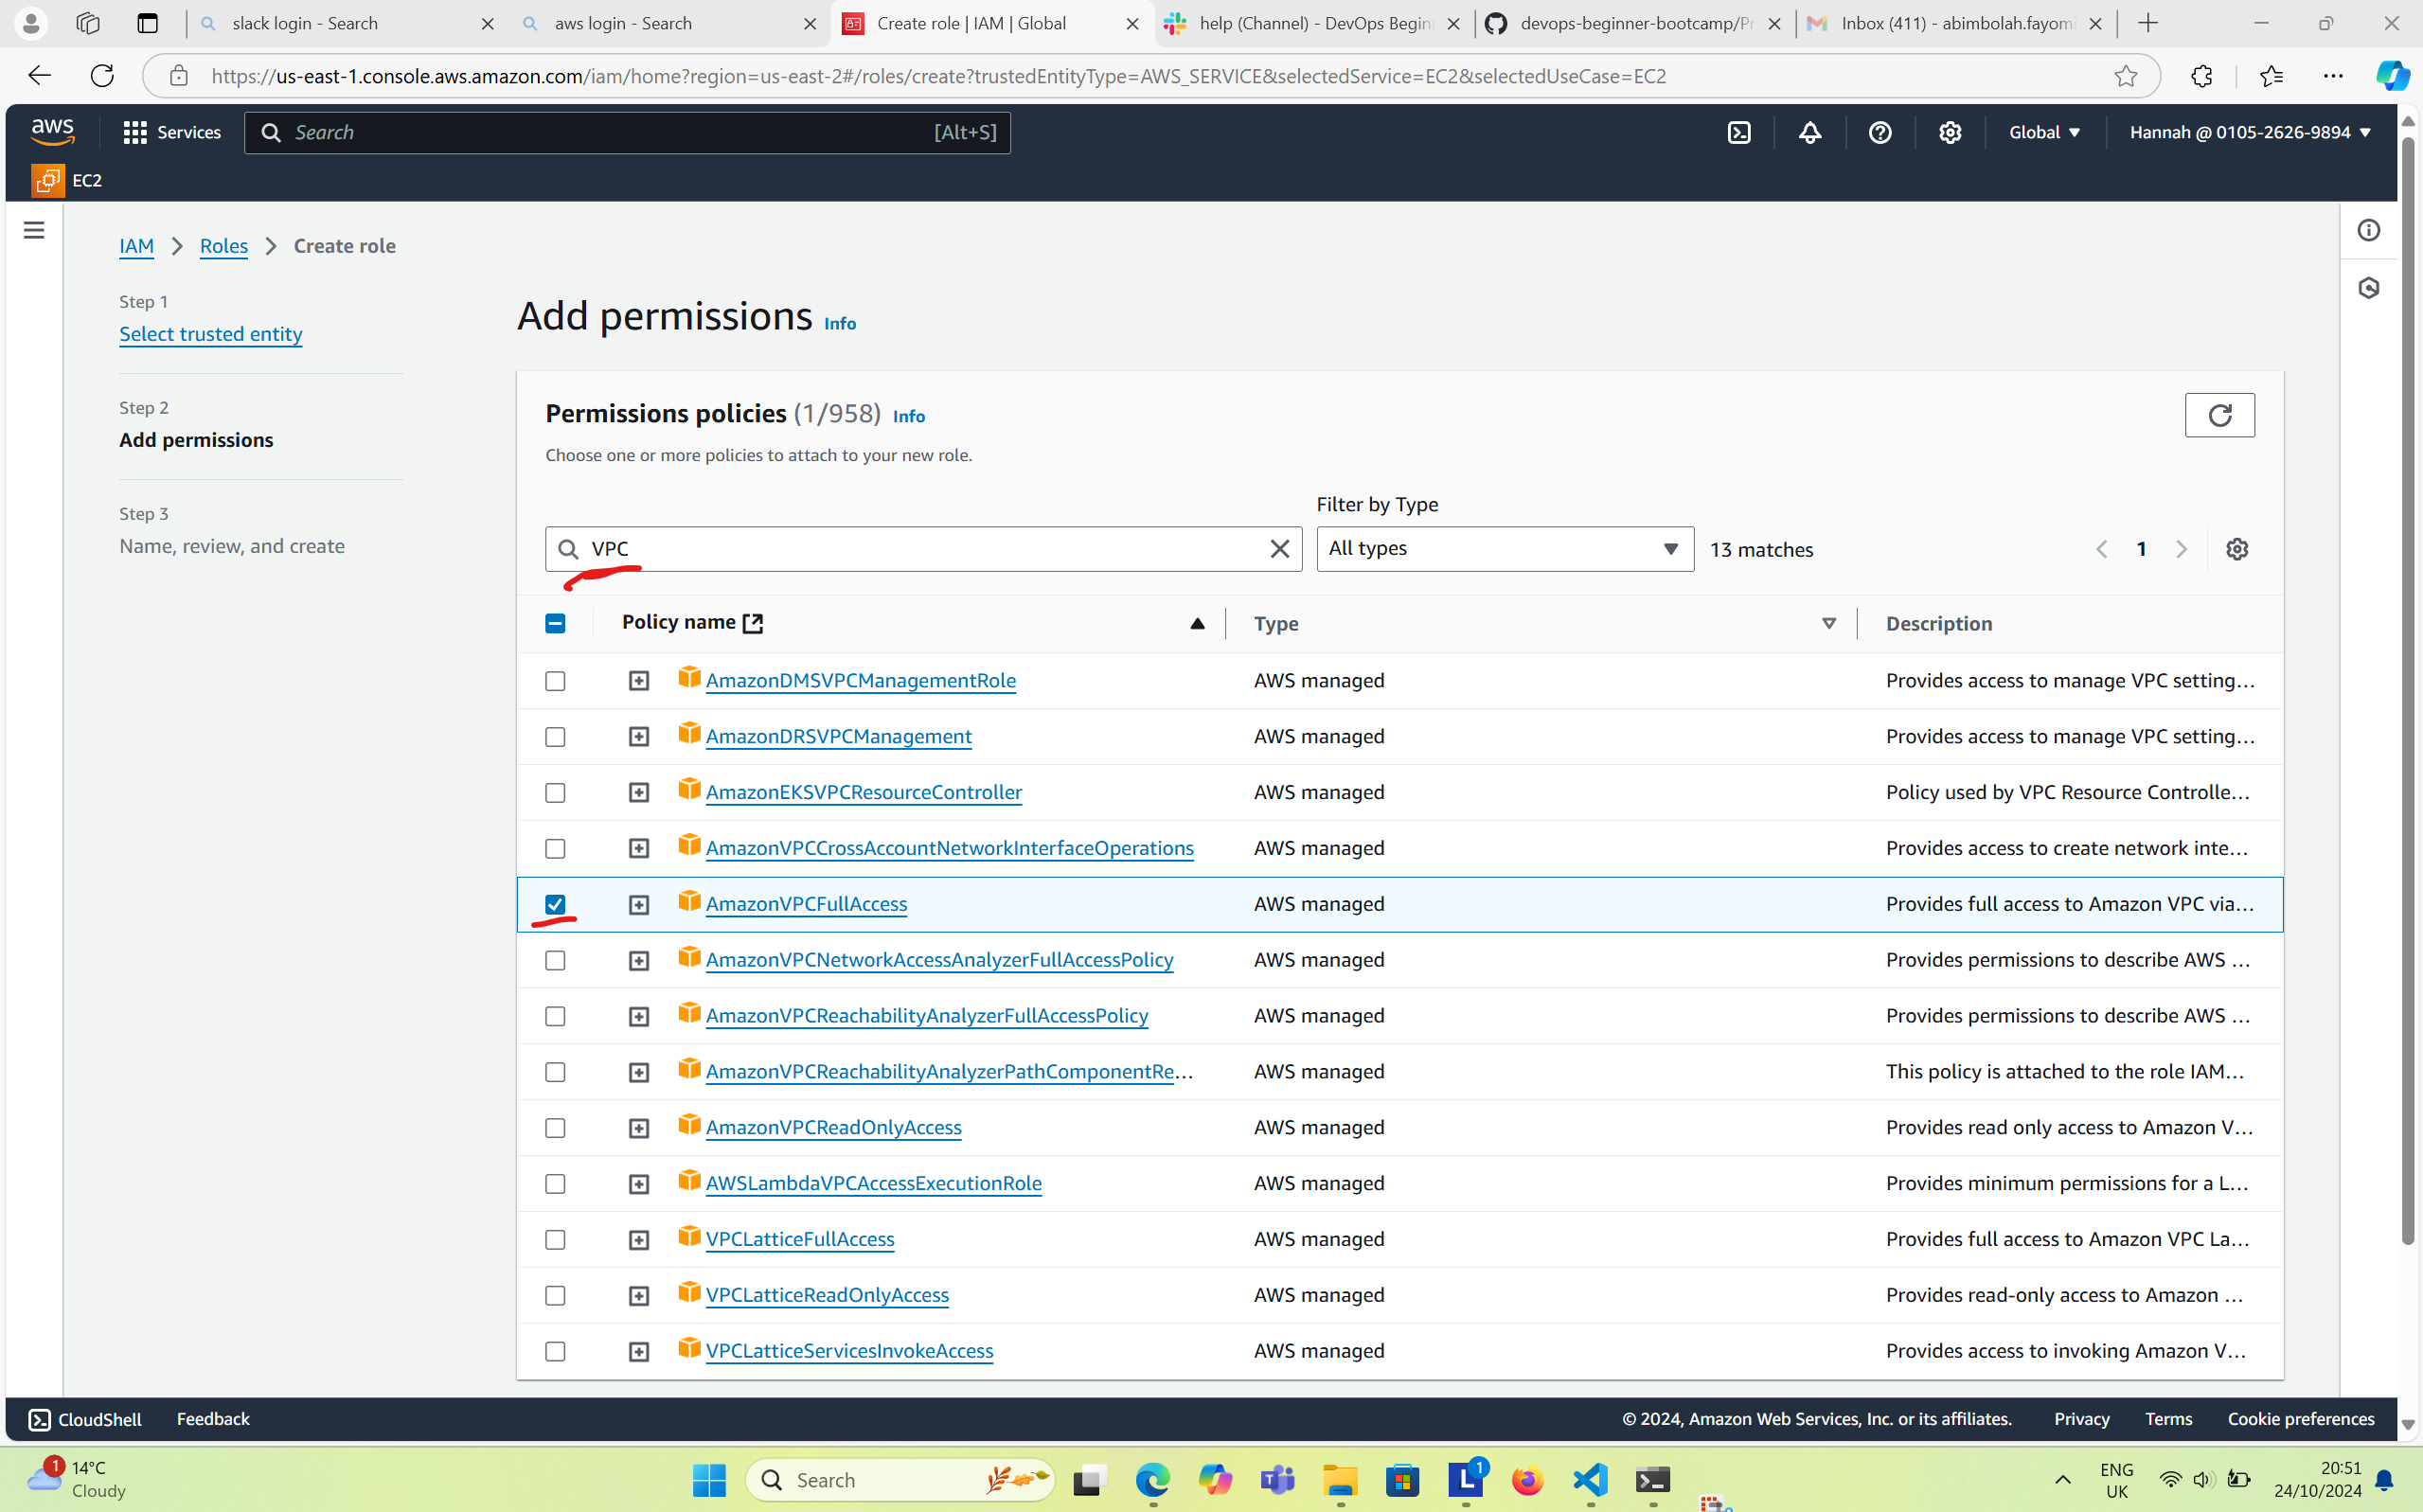 slack login - Search
aws login - Search
Create role | IAM | Global
help (Channel) - DevOps Begin
devops-beginner-bootcamp/Pr
Inbox (411) - abimbolah.fayomi
https://us-east-1.console.aws.amazon.com/iam/home?region=us-east-2#/roles/create?trustedEntityType=AWS_SERVICE&selectedService=EC2&selectedUseCase=EC2
aws
Services
Search
[Alt+S]
Global
Hannah @ 0105-2626-9894
EC2
IAM
Roles
Create role
Step 1
Select trusted entity
Step 2
Add permissions
Step 3
Name, review, and create
Add permissions Info
Permissions policies (1/958) Info
Choose one or more policies to attach to your new role.
Filter by Type
VPC
All types
13 matches
1
Policy name
Type
Description
AmazonDMSVPCManagementRole AWS managed Provides access to manage VPC setting...
AmazonDRSVPCManagement AWS managed Provides access to manage VPC setting...
AmazonEKSVPCResourceController AWS managed Policy used by VPC Resource Controlle...
AmazonVPCCrossAccountNetworkInterfaceOperations AWS managed Provides access to create network inte...
AmazonVPCFullAccess AWS managed Provides full access to Amazon VPC via...
AmazonVPCNetworkAccessAnalyzerFullAccessPolicy AWS managed Provides permissions to describe AWS ...
AmazonVPCReachabilityAnalyzerFullAccessPolicy AWS managed Provides permissions to describe AWS ...
AmazonVPCReachabilityAnalyzerPathComponentRe... AWS managed This policy is attached to the role IAM...
AmazonVPCReadOnlyAccess AWS managed Provides read only access to Amazon V...
AWSLambdaVPCAccessExecutionRole AWS managed Provides minimum permissions for a L...
VPCLatticeFullAccess AWS managed Provides full access to Amazon VPC La...
VPCLatticeReadOnlyAccess AWS managed Provides read-only access to Amazon ...
VPCLatticeServicesInvokeAccess AWS managed Provides access to invoking Amazon V...
CloudShell
Feedback
© 2024, Amazon Web Services, Inc. or its affiliates.
Privacy
Terms
Cookie preferences
1
14°C
Cloudy
Search
1
ENG
UK
20:51
24/10/2024